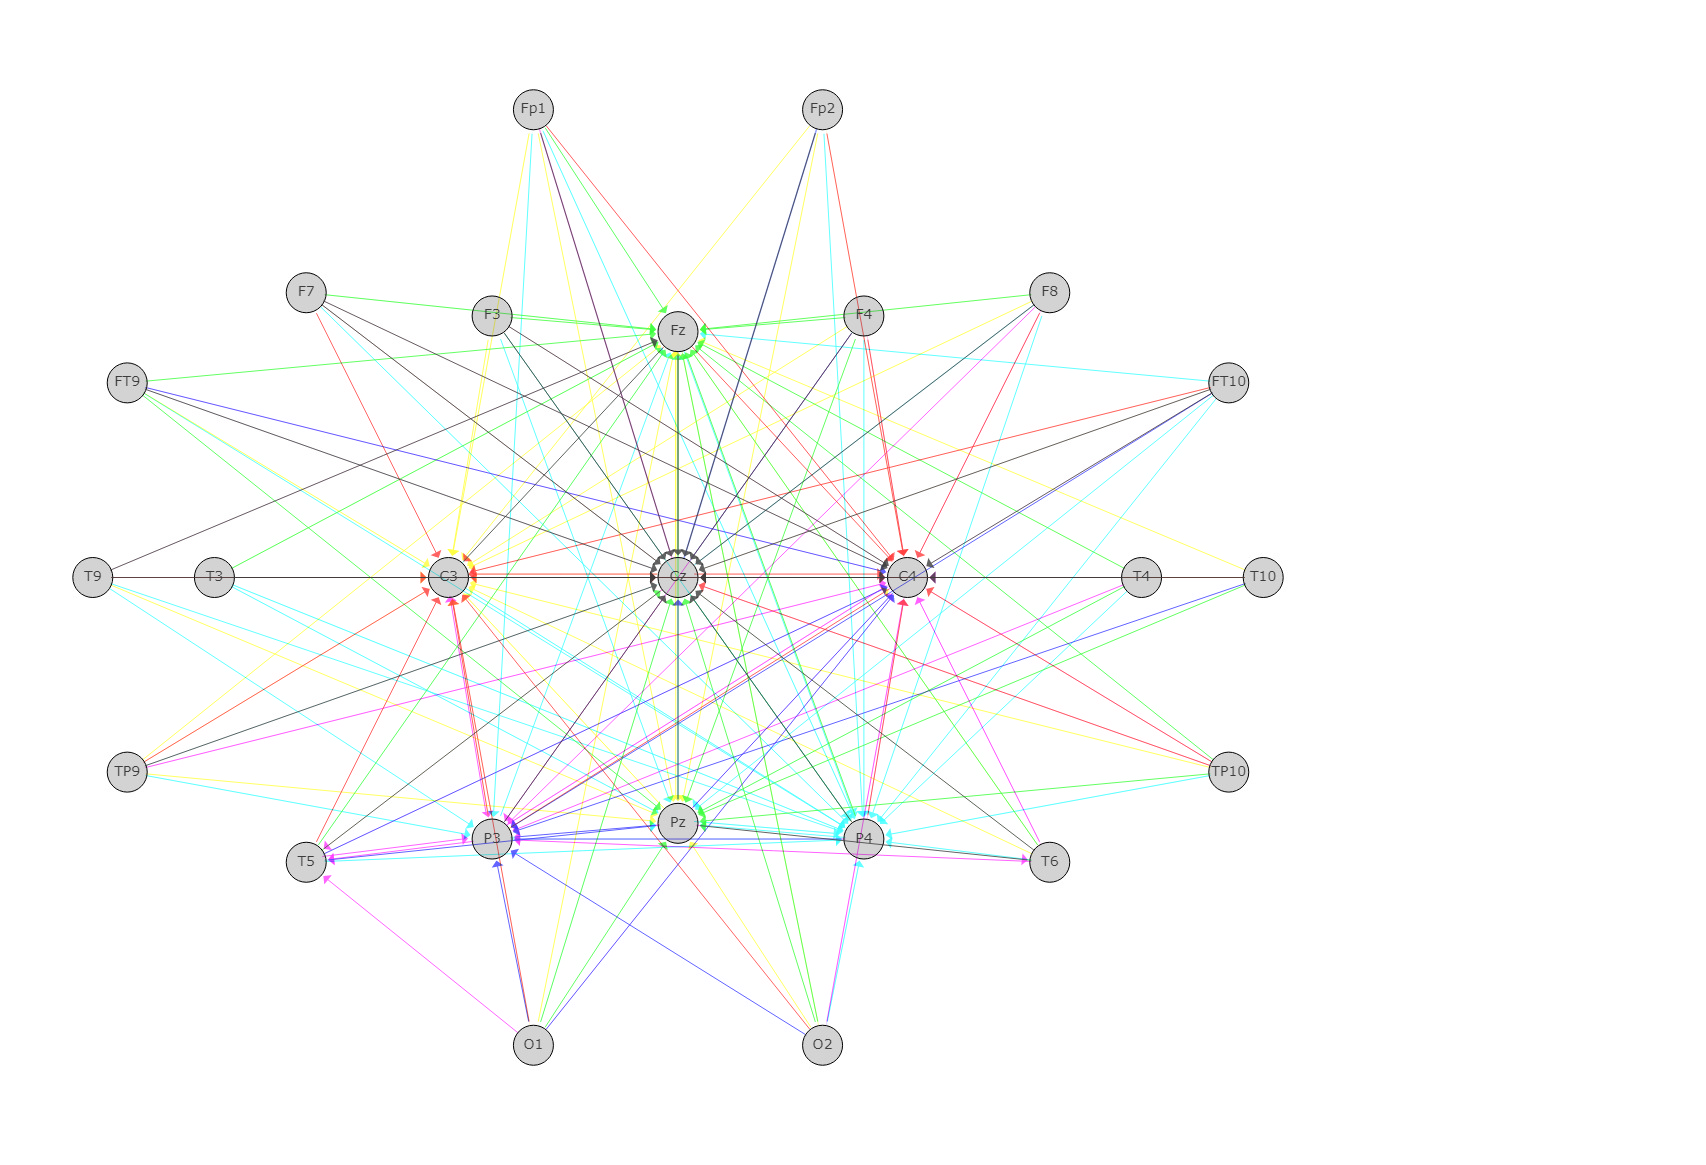 Fp1 Fp2
F7 F3 Fz F4 F8
FT9 FT10
T9 T3 C3 Cz C4 T4 T10
TP9 TP10
T5 P3 Pz P4 T6
O1 O2